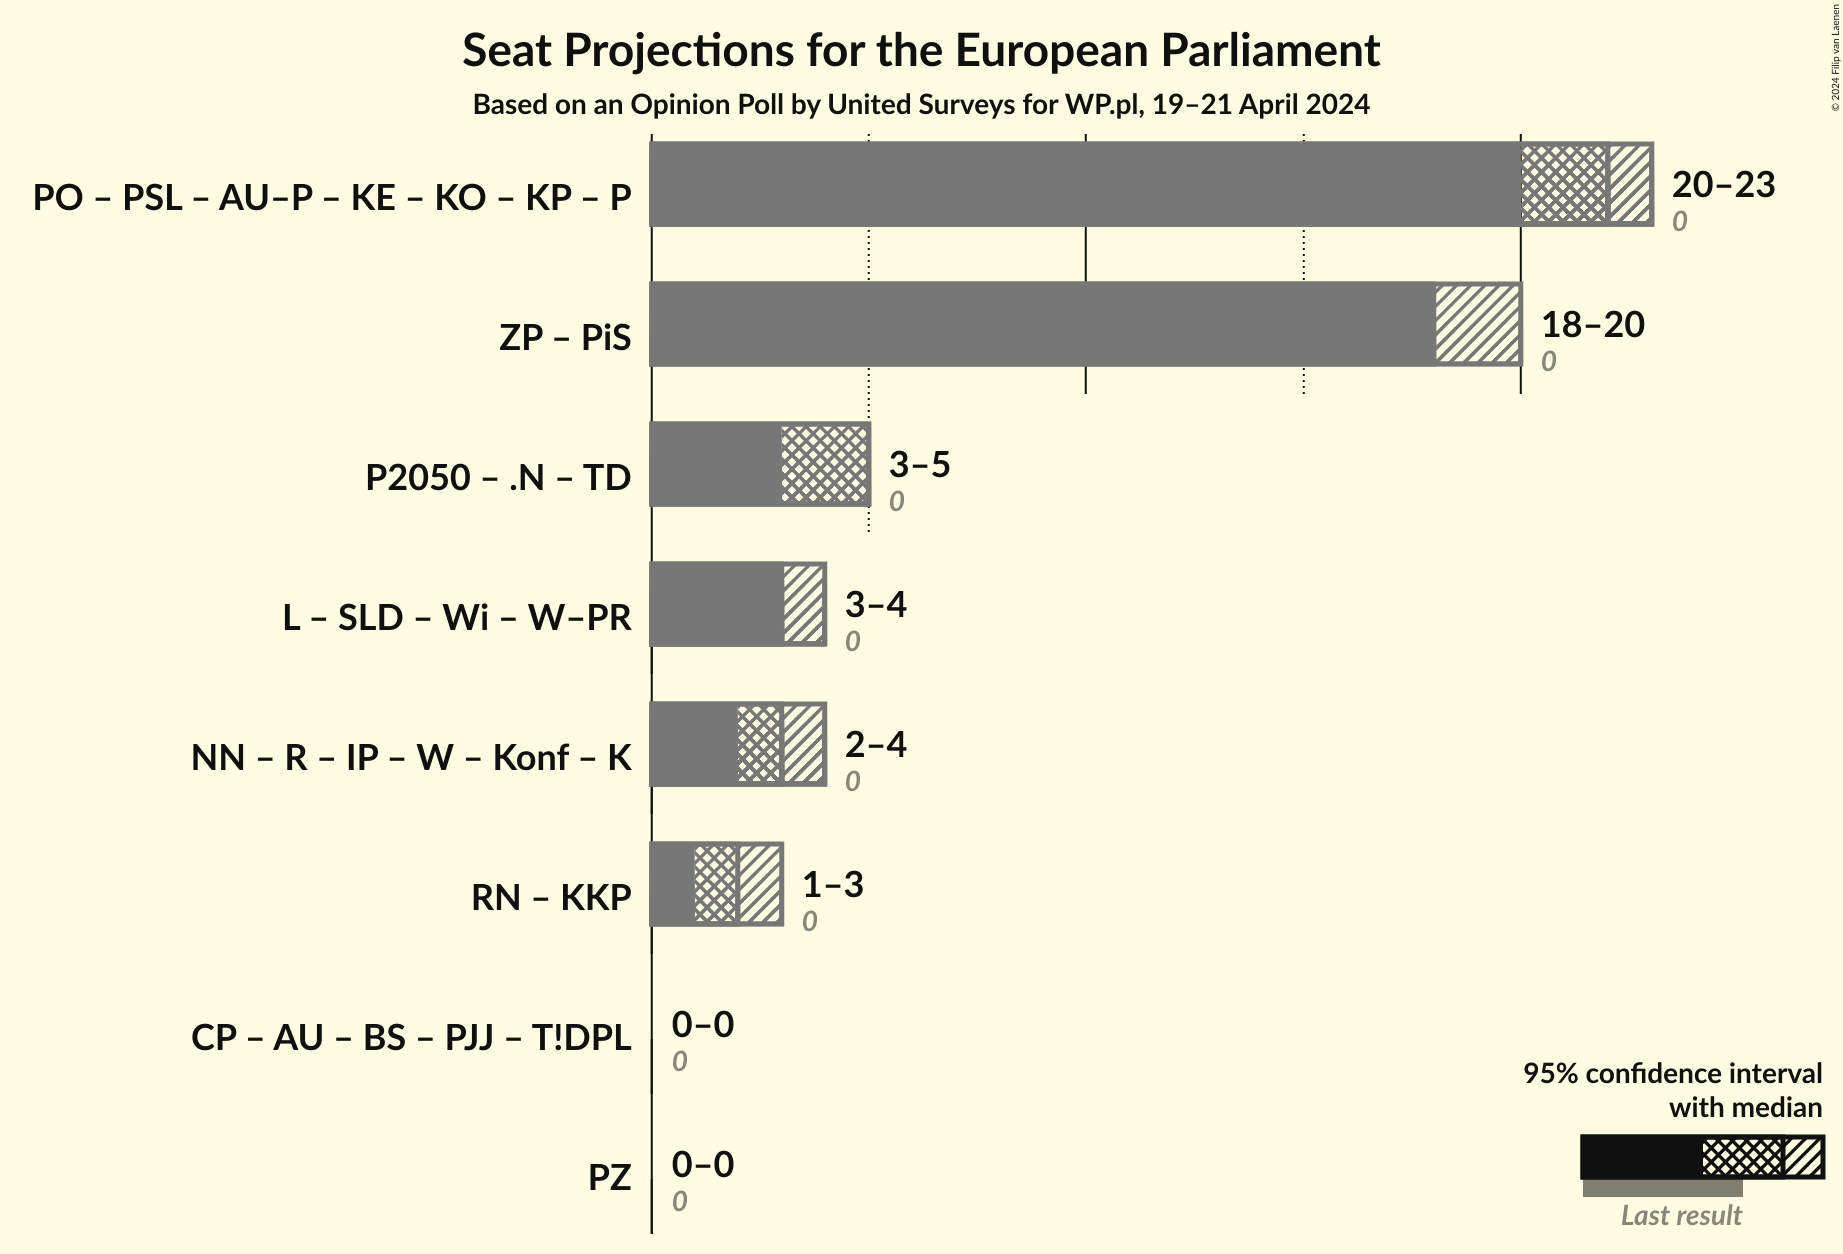 Seat Projections for the European Parliament
Based on an Opinion Poll by United Surveys for WP.pl, 19–21 April 2024
© 2024 Filip van Laenen
PO – PSL – AU–P – KE – KO – KP – P
20–23
0
ZP – PiS
18–20
0
P2050 – .N – TD
3–5
0
L – SLD – Wi – W–PR
3–4
0
NN – R – IP – W – Konf – K
2–4
0
RN – KKP
1–3
0
CP – AU – BS – PJJ – T!DPL
0–0
0
PZ
0–0
0
95% confidence interval
with median
Last result